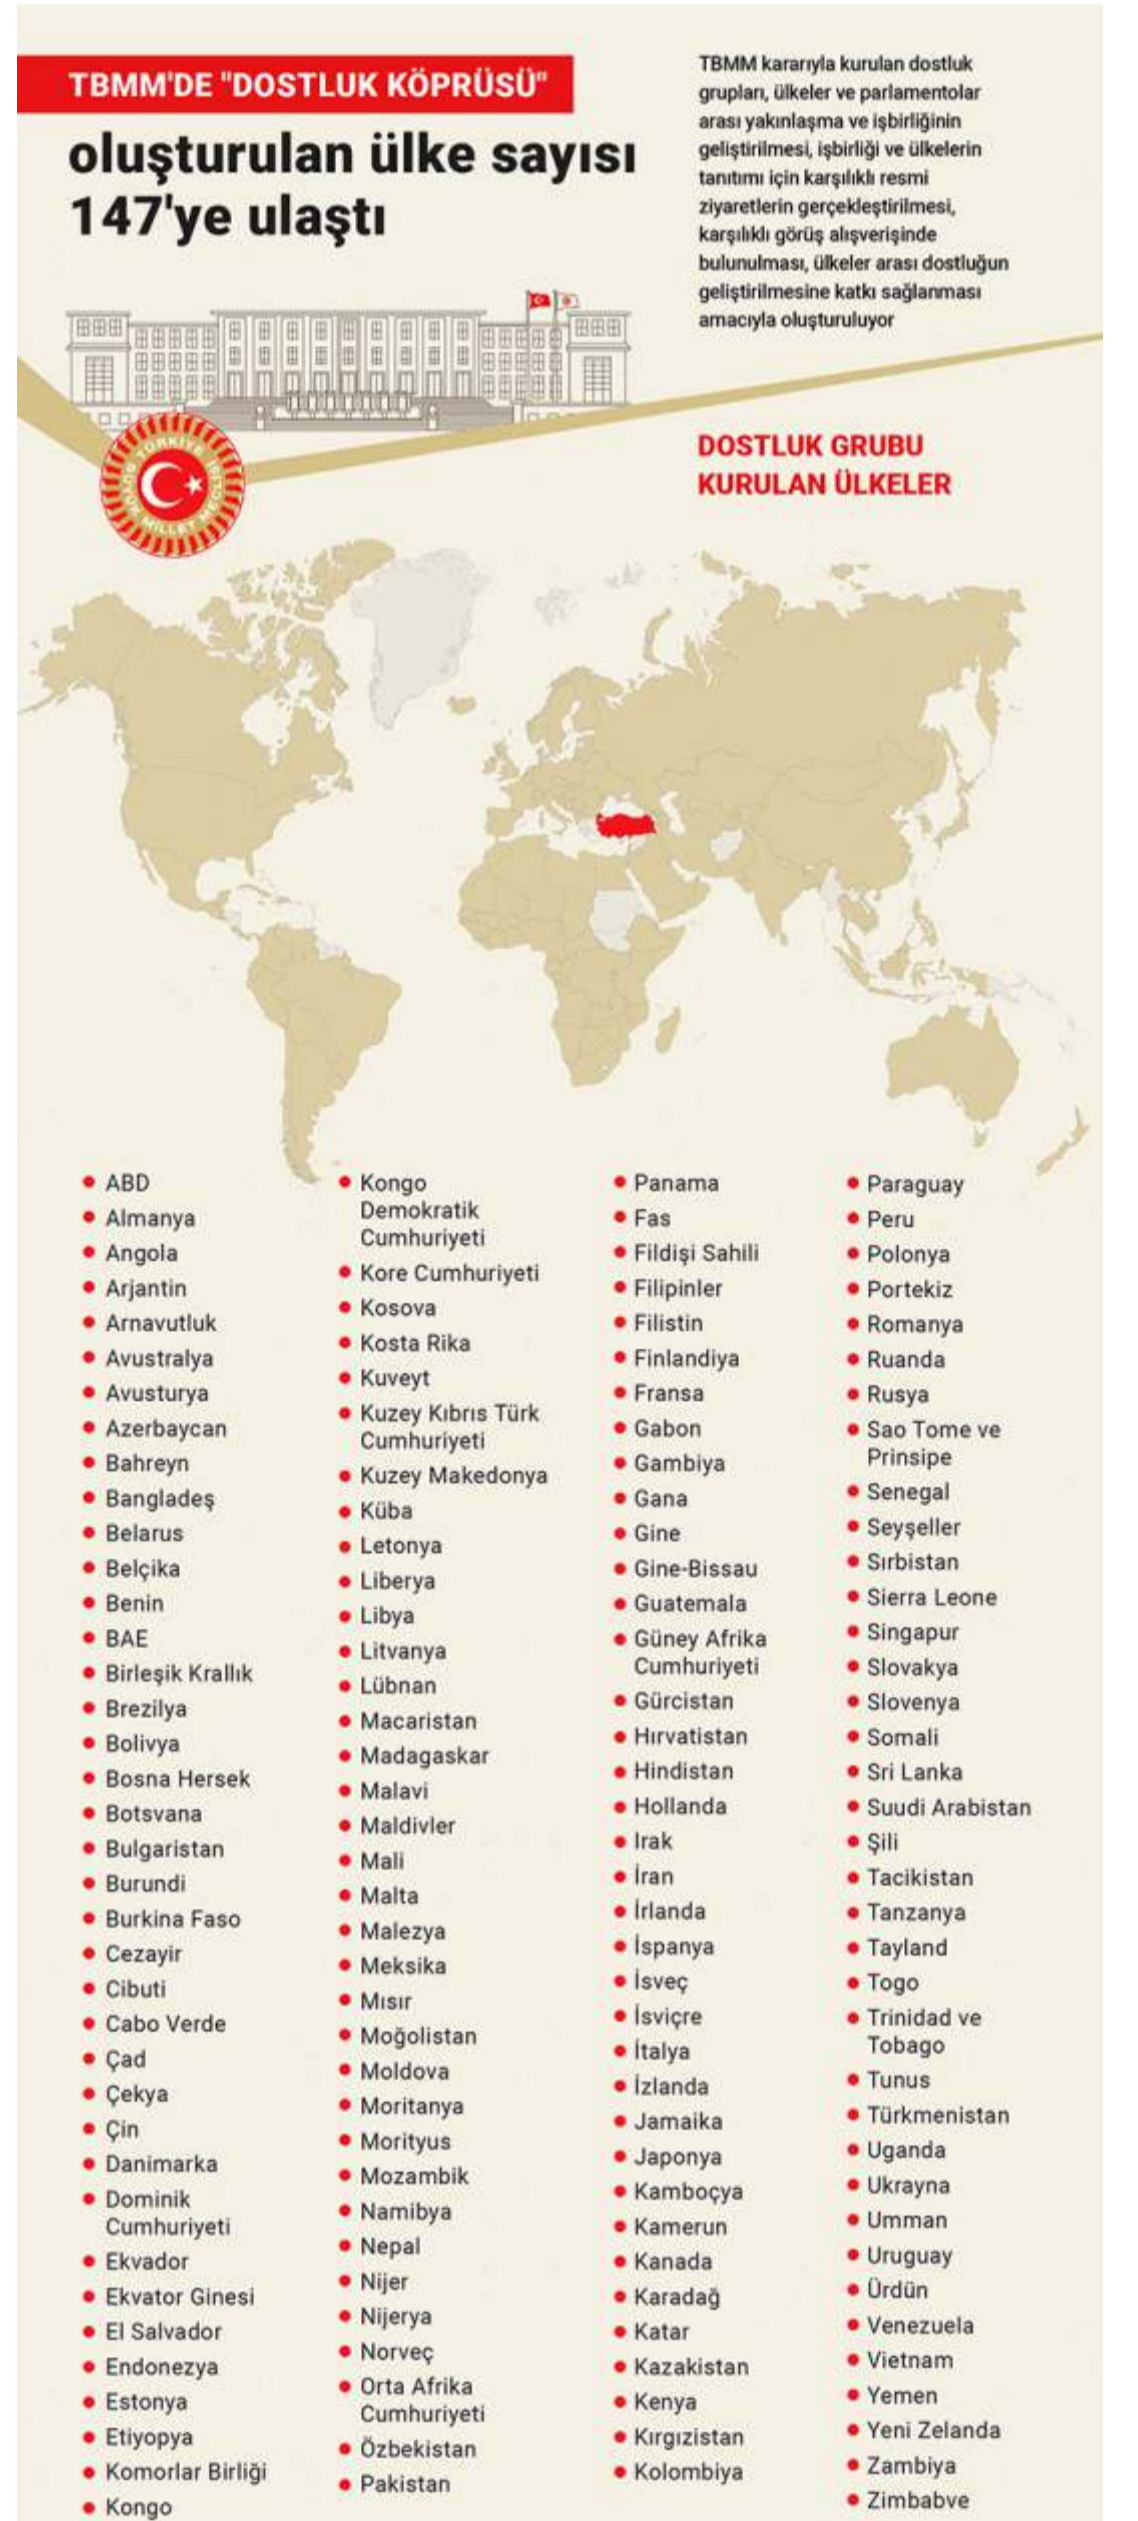 TBMM'DE "DOSTLUK KÖPRÜSÜ"
oluşturulan ülke sayısı
147'ye ulaştı
TBMM kararıyla kurulan dostluk
grupları, ülkeler ve parlamentolar
arası yakınlaşma ve işbirliğinin
geliştirilmesi, işbirliği ve ülkelerin
tanıtımı için karşılıklı resmi
ziyaretlerin gerçekleştirilmesi,
karşılıklı görüş alışverişinde
bulunulması, ülkeler arası dostluğun
geliştirilmesine katkı sağlanması
amacıyla oluşturuluyor
TÜRKİYE BÜYÜK MİLLET MECLİSİ
DOSTLUK GRUBU
KURULAN ÜLKELER
ABD
Almanya
Angola
Arjantin
Arnavutluk
Avustralya
Avusturya
Azerbaycan
Bahreyn
Bangladeş
Belarus
Belçika
Benin
BAE
Birleşik Krallık
Brezilya
Bolivya
Bosna Hersek
Botsvana
Bulgaristan
Burundi
Burkina Faso
Cezayir
Cibuti
Cabo Verde
Çad
Çekya
Çin
Danimarka
Dominik
Cumhuriyeti
Ekvador
Ekvator Ginesi
El Salvador
Endonezya
Estonya
Etiyopya
Komorlar Birliği
Kongo
Kongo
Demokratik
Cumhuriyeti
Kore Cumhuriyeti
Kosova
Kosta Rika
Kuveyt
Kuzey Kıbrıs Türk
Cumhuriyeti
Kuzey Makedonya
Küba
Letonya
Liberya
Libya
Litvanya
Lübnan
Macaristan
Madagaskar
Malavi
Maldivler
Mali
Malta
Malezya
Meksika
Mısır
Moğolistan
Moldova
Moritanya
Morityus
Mozambik
Namibya
Nepal
Nijer
Nijerya
Norveç
Orta Afrika
Cumhuriyeti
Özbekistan
Pakistan
Panama
Fas
Fildişi Sahili
Filipinler
Filistin
Finlandiya
Fransa
Gabon
Gambiya
Gana
Gine
Gine-Bissau
Guatemala
Güney Afrika
Cumhuriyeti
Gürcistan
Hırvatistan
Hindistan
Hollanda
Irak
İran
İrlanda
İspanya
İsveç
İsviçre
İtalya
İzlanda
Jamaika
Japonya
Kamboçya
Kamerun
Kanada
Karadağ
Katar
Kazakistan
Kenya
Kırgızistan
Kolombiya
Paraguay
Peru
Polonya
Portekiz
Romanya
Ruanda
Rusya
Sao Tome ve
Prinsipe
Senegal
Seyşeller
Sırbistan
Sierra Leone
Singapur
Slovakya
Slovenya
Somali
Sri Lanka
Suudi Arabistan
Şili
Tacikistan
Tanzanya
Tayland
Togo
Trinidad ve
Tobago
Tunus
Türkmenistan
Uganda
Ukrayna
Umman
Uruguay
Ürdün
Venezuela
Vietnam
Yemen
Yeni Zelanda
Zambiya
Zimbabve